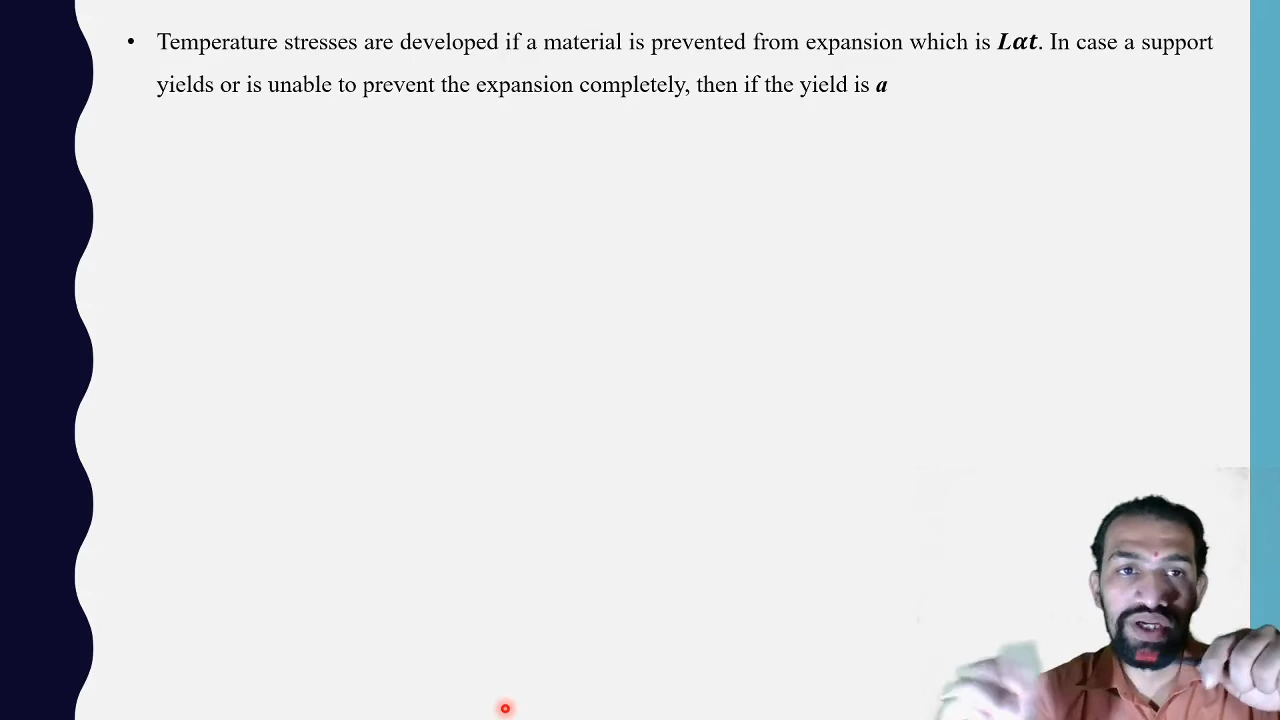 • Temperature stresses are developed if a material is prevented from expansion which is Lαt. In case a support
yields or is unable to prevent the expansion completely, then if the yield is a